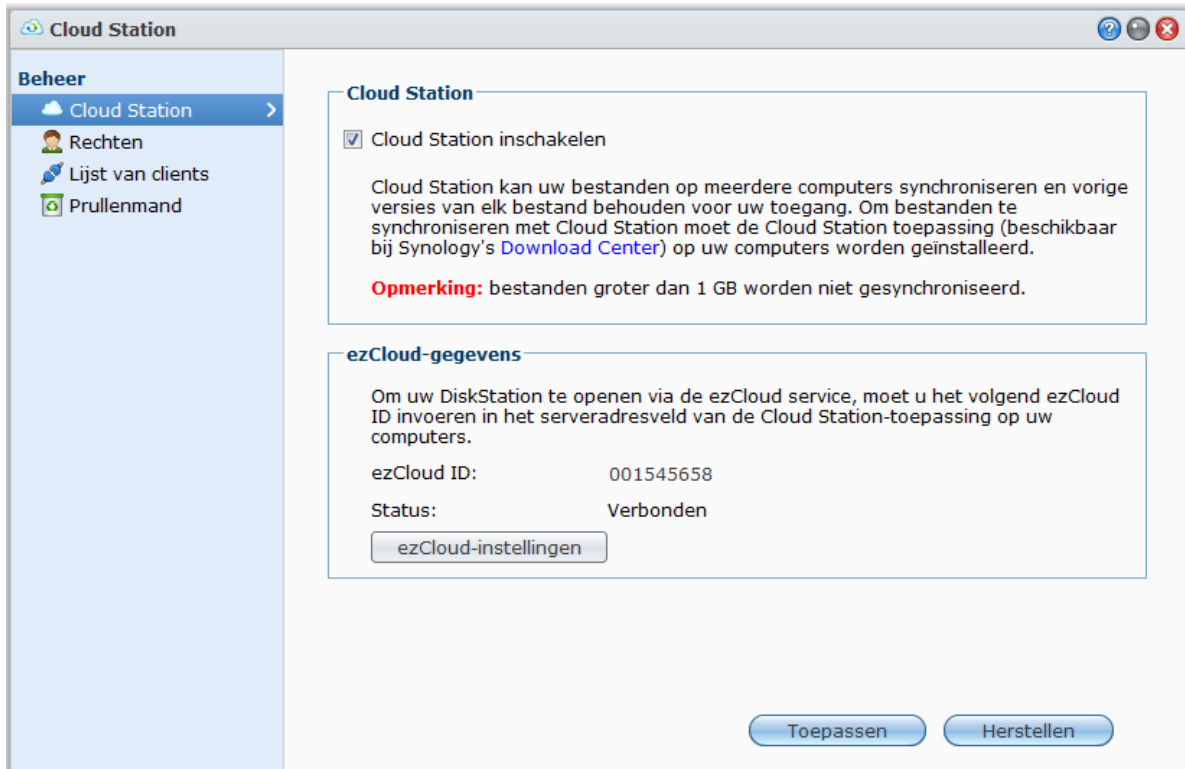 Cloud Station
Beheer
Cloud Station
Rechten
Lijst van clients
Prullenmand
Cloud Station
Cloud Station inschakelen
Cloud Station kan uw bestanden op meerdere computers synchroniseren en vorige
versies van elk bestand behouden voor uw toegang. Om bestanden te
synchroniseren met Cloud Station moet de Cloud Station toepassing (beschikbaar
bij Synology's Download Center) op uw computers worden geïnstalleerd.
Opmerking: bestanden groter dan 1 GB worden niet gesynchroniseerd.
ezCloud-gegevens
Om uw DiskStation te openen via de ezCloud service, moet u het volgend ezCloud
ID invoeren in het serveradresveld van de Cloud Station-toepassing op uw
computers.
ezCloud ID: 001545658
Status: Verbonden
ezCloud-instellingen
Toepassen Herstellen